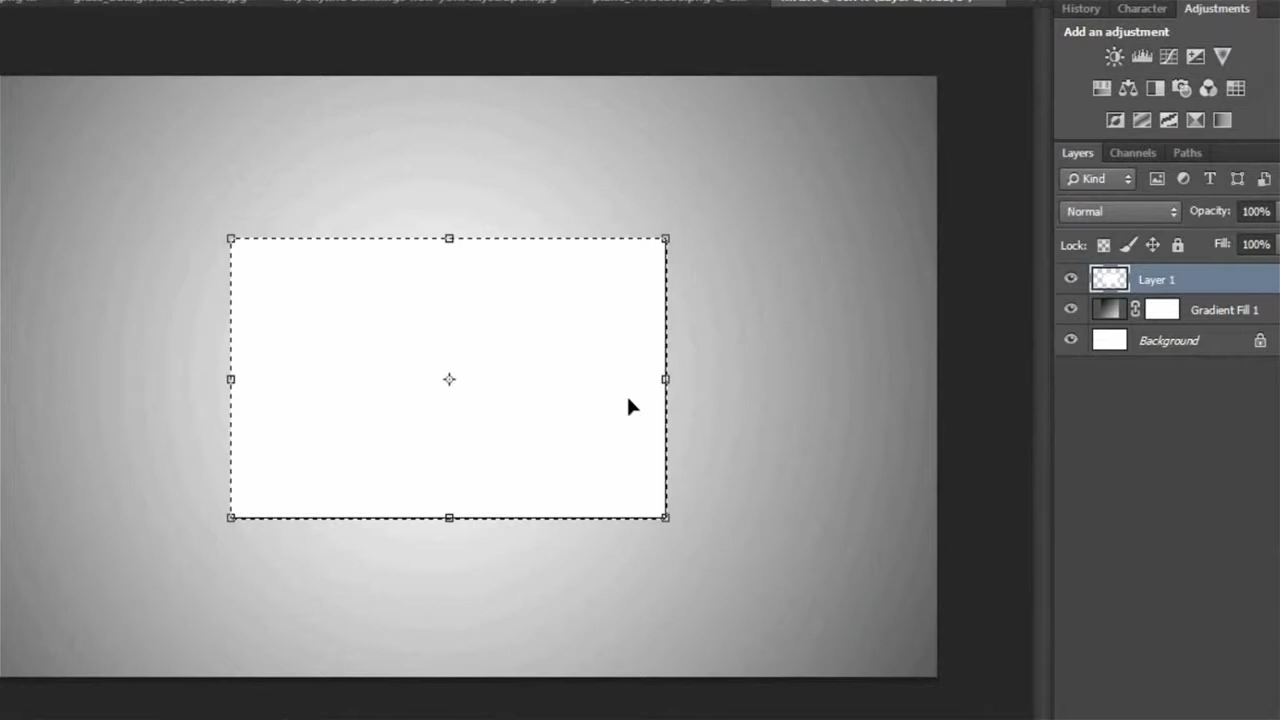 History Character Adjustments
Add an adjustment
Layers Channels Paths
Kind
Normal Opacity: 100%
Lock: Fill: 100%
Layer 1
Gradient Fill 1
Background